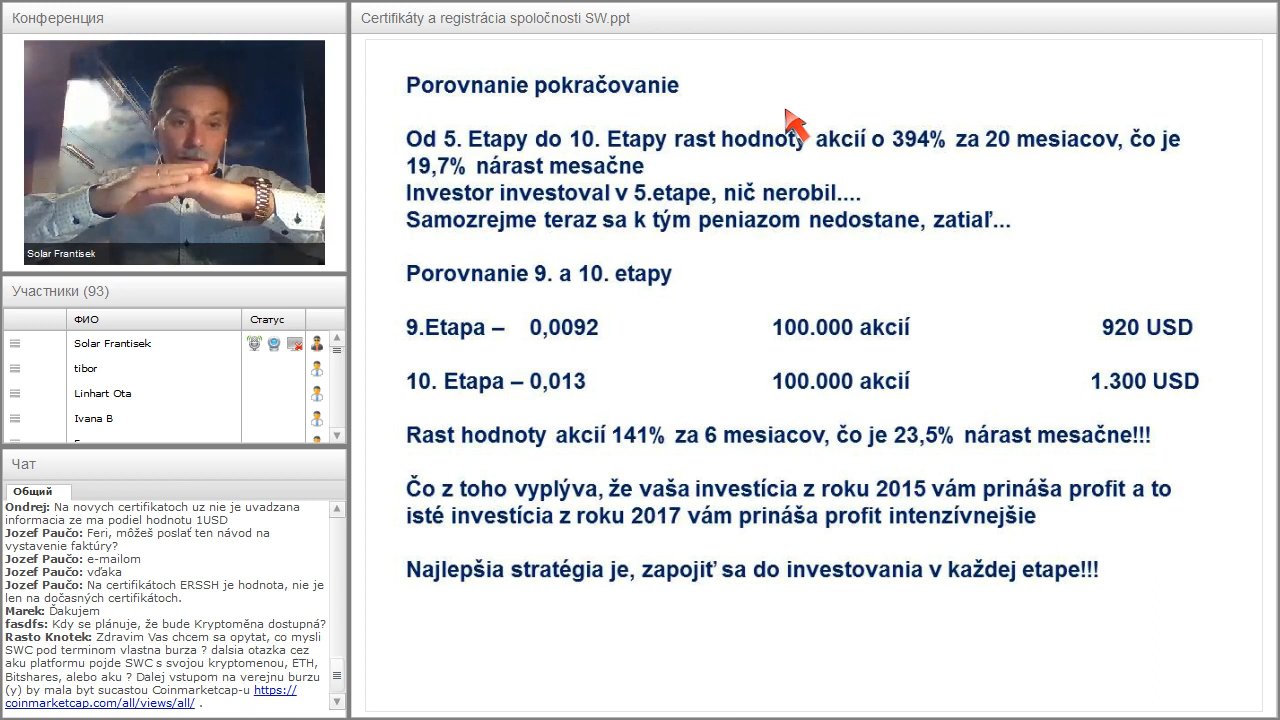 Конференция
Solar Frantisek
Участники (93)
ФИО
Статус
Solar Frantisek
tibor
Linhart Ota
Ivana B
Чат
Общий
Ondrej: Na novych certifikatoch uz nie je uvadzana
informacia ze ma podiel hodnotu 1USD
Jozef Paučo: Feri, môžeš poslať ten návod na
vystavenie faktúry?
Jozef Paučo: e-mailom
Jozef Paučo: vďaka
Jozef Paučo: Na certifikátoch ERSSH je hodnota, nie je
len na dočasných certifikátoch.
Marek: Ďakujem
fasdfs: Kdy se plánuje, že bude Kryptoměna dostupná?
Rasto Knotek: Zdravim Vas chcem sa opytat, co mysli
SWC pod terminom vlastna burza ? dalsia otazka cez
aku platformu pojde SWC s svojou kryptomenou, ETH,
Bitshares, alebo aku ? Dalej vstupom na verejnu burzu
(y) by mala byt sucastou Coinmarketcap-u https://
coinmarketcap.com/all/views/all/ .
Certifikáty a registrácia spoločnosti SW.ppt
Porovnanie pokračovanie
Od 5. Etapy do 10. Etapy rast hodnoty akcií o 394% za 20 mesiacov, čo je
19,7% nárast mesačne
Investor investoval v 5.etape, nič nerobil....
Samozrejme teraz sa k tým peniazom nedostane, zatiaľ...
Porovnanie 9. a 10. etapy
9.Etapa – 0,0092 100.000 akcií 920 USD
10. Etapa – 0,013 100.000 akcií 1.300 USD
Rast hodnoty akcií 141% za 6 mesiacov, čo je 23,5% nárast mesačne!!!
Čo z toho vyplýva, že vaša investícia z roku 2015 vám prináša profit a to
isté investícia z roku 2017 vám prináša profit intenzívnejšie
Najlepšia stratégia je, zapojiť sa do investovania v každej etape!!!